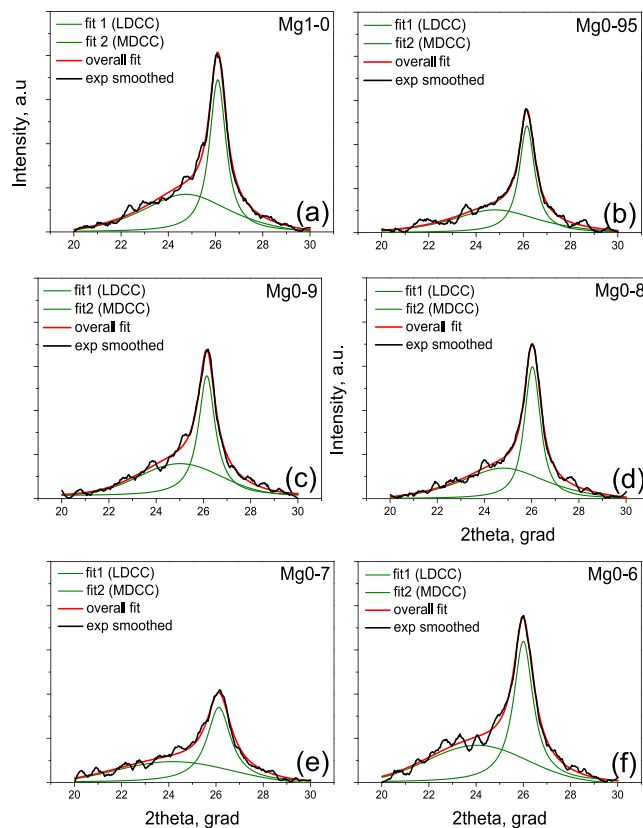 Mg1-0
fit 1 (LDCC)
fit 2 (MDCC)
overall fit
exp smoothed
Intensity, a.u
(a)
20 22 24 26 28 30
Mg0-95
fit1 (LDCC)
fit2 (MDCC)
overall fit
exp smoothed
(b)
20 22 24 26 28 30
Mg0-9
fit1 (LDCC)
fit2 (MDCC)
overall fit
exp smoothed
(c)
20 22 24 26 28 30
Mg0-8
fit1 (LDCC)
fit2 (MDCC)
overall fit
exp smoothed
Intensity, a.u.
(d)
20 22 24 26 28 30
2theta, grad
Mg0-7
fit1 (LDCC)
fit2 (MDCC)
overall fit
exp smoothed
(e)
20 22 24 26 28 30
2theta, grad
Mg0-6
fit1 (LDCC)
fit2 (MDCC)
overall fit
exp smoothed
(f)
20 22 24 26 28 30
2theta, grad